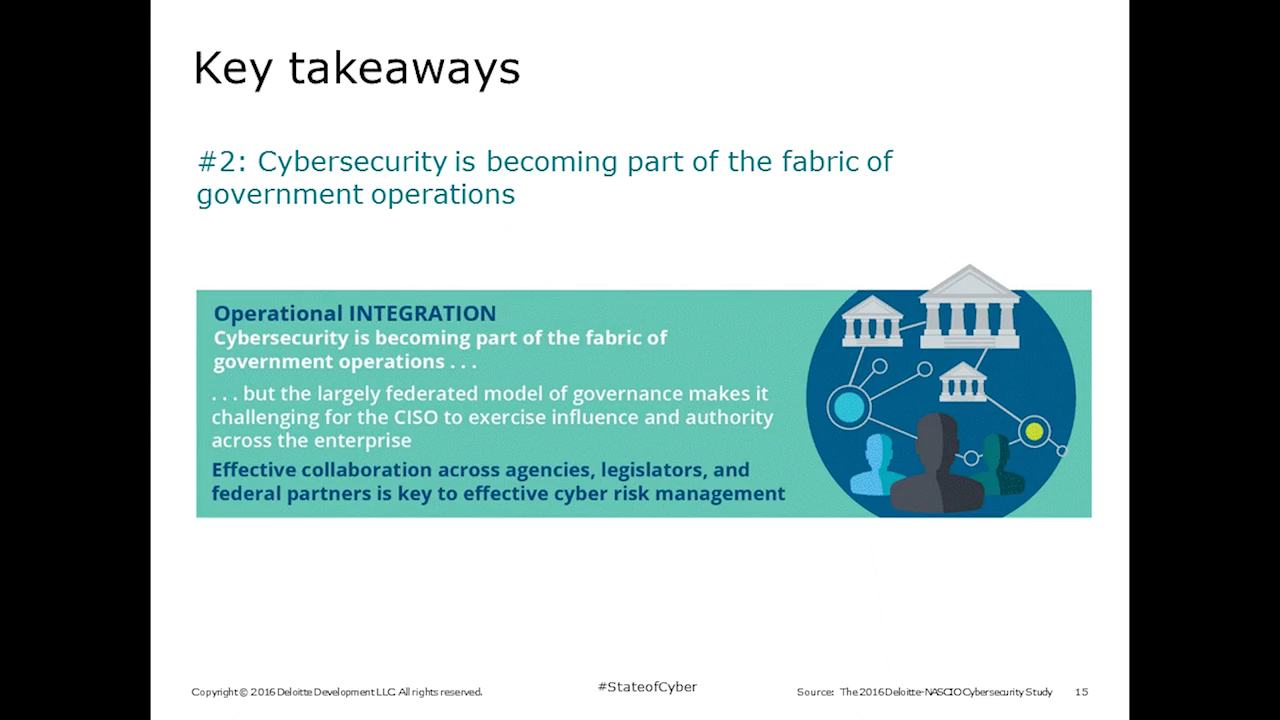 Key takeaways
#2: Cybersecurity is becoming part of the fabric of
government operations
Operational INTEGRATION
Cybersecurity is becoming part of the fabric of
government operations . . .
. . . but the largely federated model of governance makes it
challenging for the CISO to exercise influence and authority
across the enterprise
Effective collaboration across agencies, legislators, and
federal partners is key to effective cyber risk management
Copyright © 2016 Deloitte Development LLC. All rights reserved.
#StateofCyber
Source: The 2016 Deloitte-NASCIO Cybersecurity Study
15